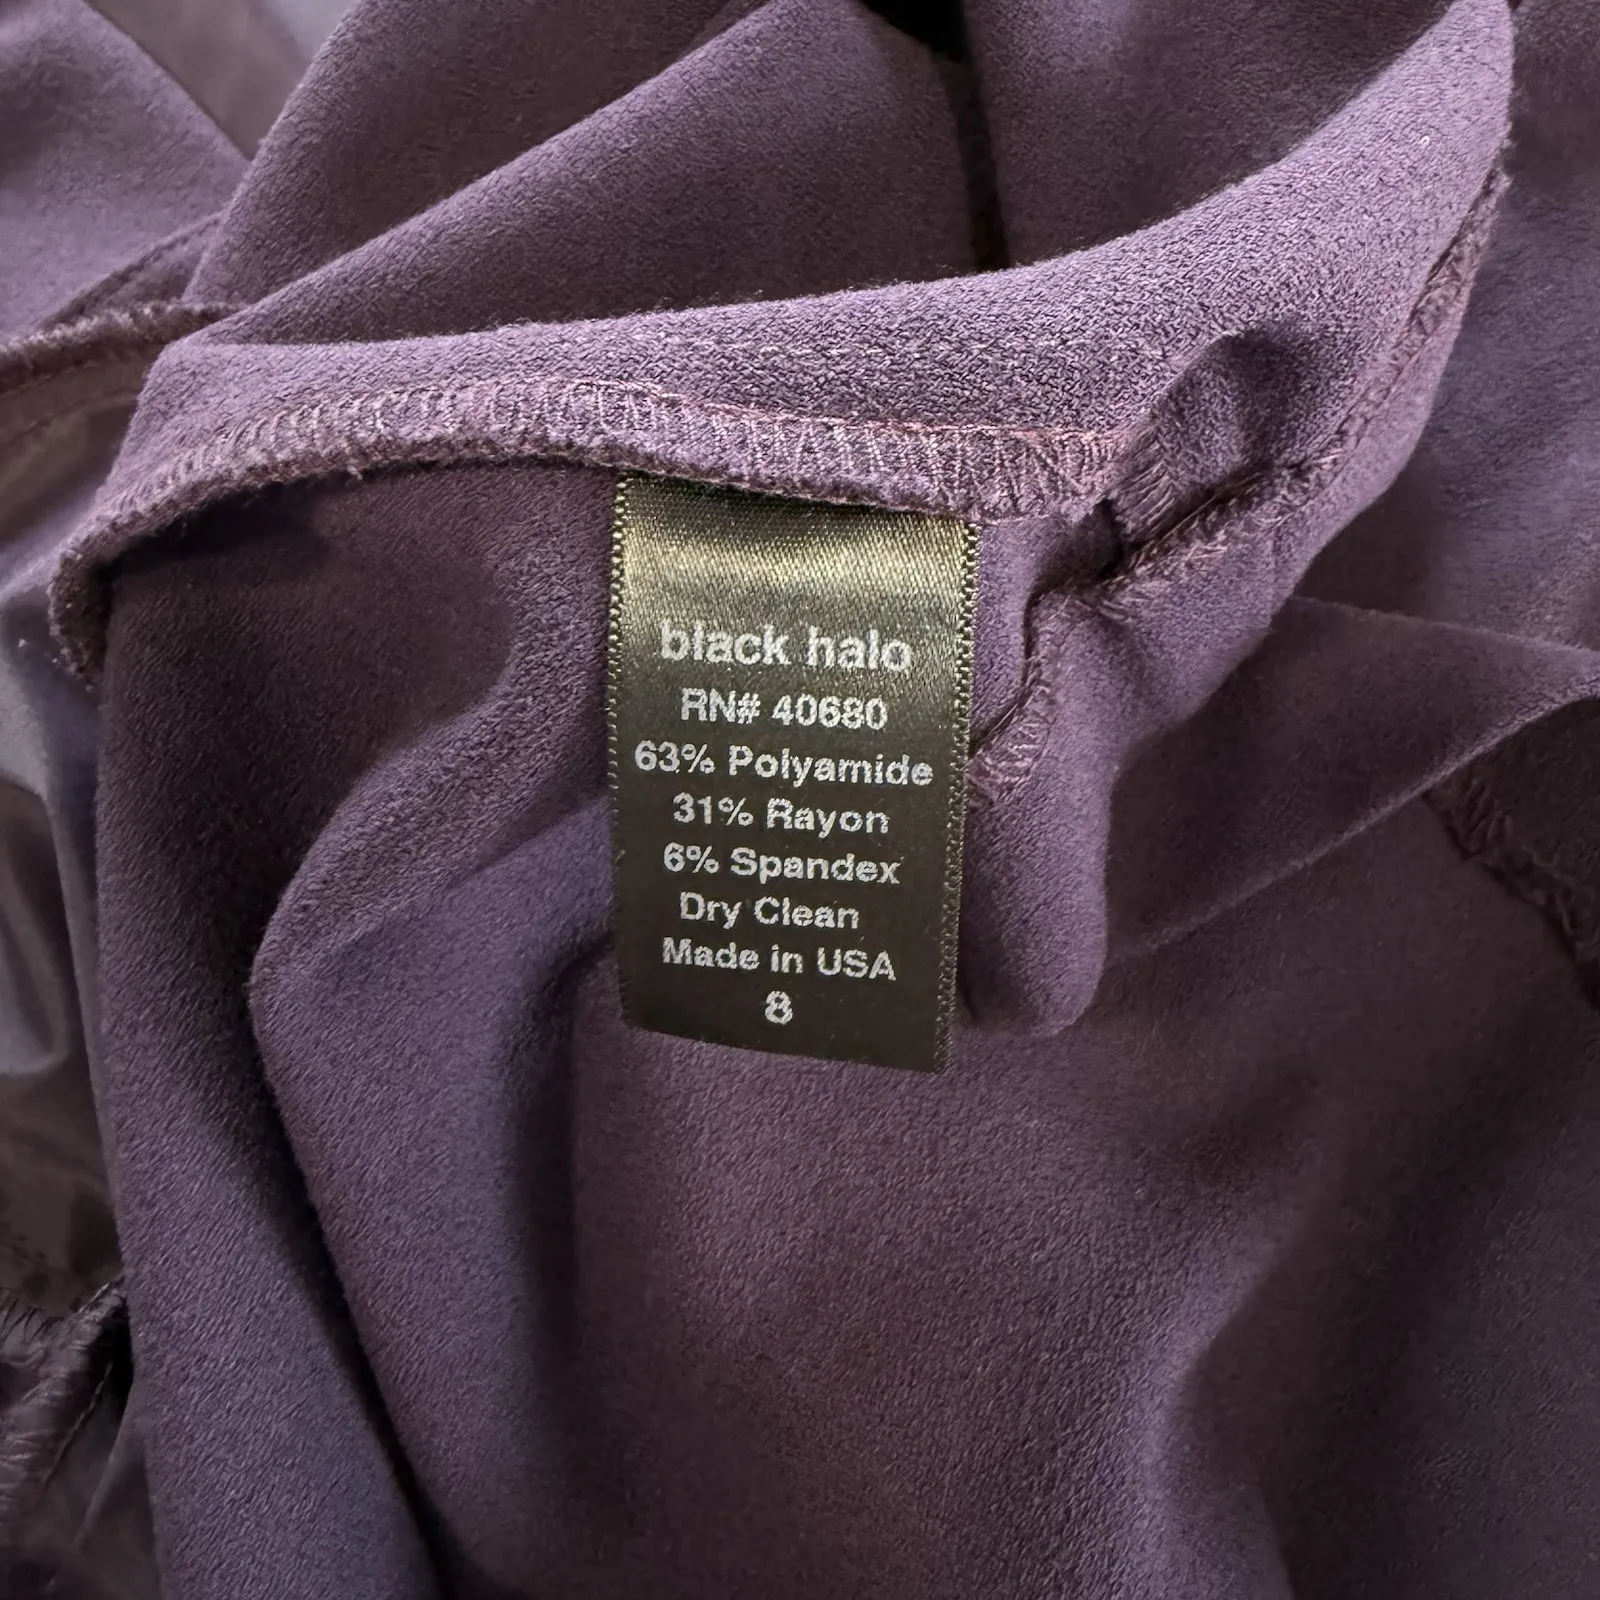 black halo
RN# 40680
63% Polyamide
31% Rayon
6% Spandex
Dry Clean
Made in USA
8